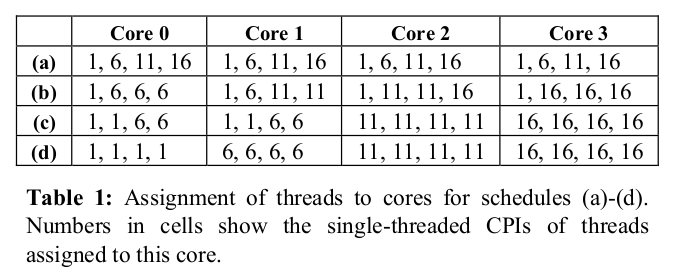 Core 0 Core 1 Core 2 Core 3
(a) 1, 6, 11, 16 1, 6, 11, 16 1, 6, 11, 16 1, 6, 11, 16
(b) 1, 6, 6, 6 1, 6, 11, 11 1, 11, 11, 16 1, 16, 16, 16
(c) 1, 1, 6, 6 1, 1, 6, 6 11, 11, 11, 11 16, 16, 16, 16
(d) 1, 1, 1, 1 6, 6, 6, 6 11, 11, 11, 11 16, 16, 16, 16
Table 1: Assignment of threads to cores for schedules (a)-(d).
Numbers in cells show the single-threaded CPIs of threads
assigned to this core.